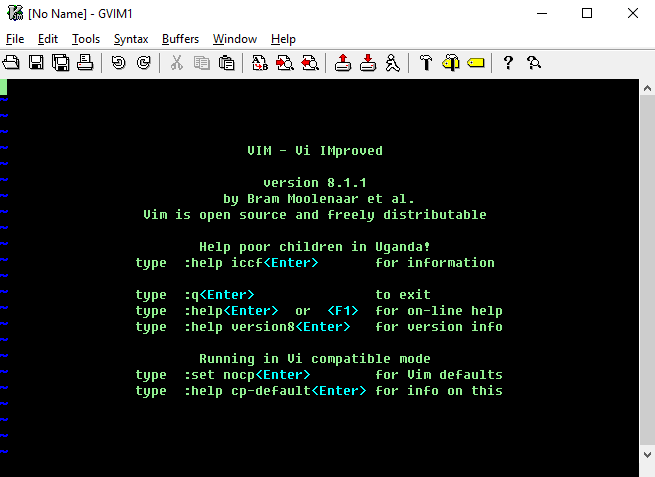 [No Name] - GVIM1
File Edit Tools Syntax Buffers Window Help
~
~
~
~
VIM - Vi IMproved
~
~
version 8.1.1
~
by Bram Moolenaar et al.
~
Vim is open source and freely distributable
~
~
Help poor children in Uganda!
~
type :help iccf<Enter> for information
~
~
type :q<Enter> to exit
~
type :help<Enter> or <F1> for on-line help
~
type :help version8<Enter> for version info
~
~
Running in Vi compatible mode
~
type :set nocp<Enter> for Vim defaults
~
type :help cp-default<Enter> for info on this
~
~
~
~